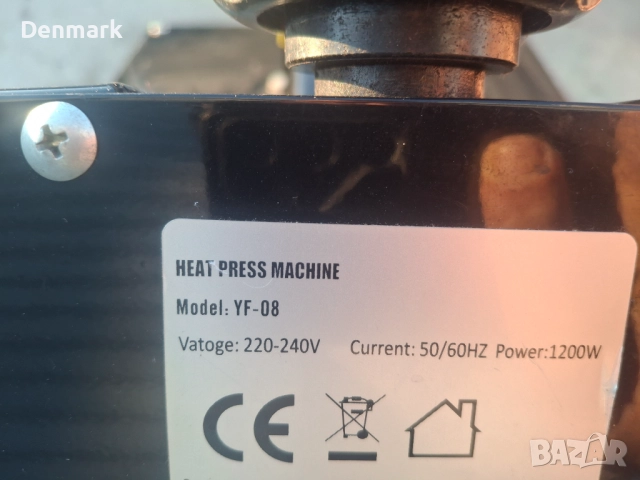 Denmark
HEAT PRESS MACHINE
Model: YF-08
Vatoge: 220-240V Current: 50/60HZ Power:1200W
CE
BAZAR